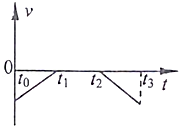 v
0
t₀ t₁ t₂ t₃
t